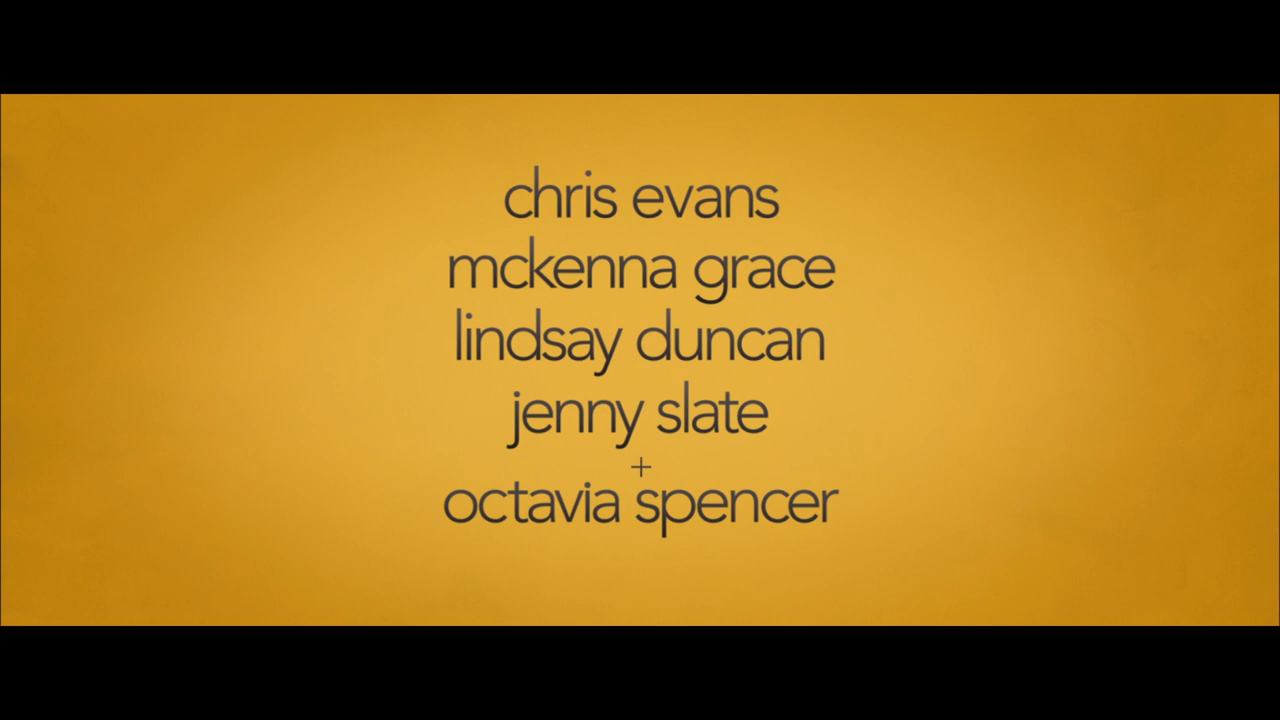 chris evans
mckenna grace
lindsay duncan
jenny slate
+
octavia spencer